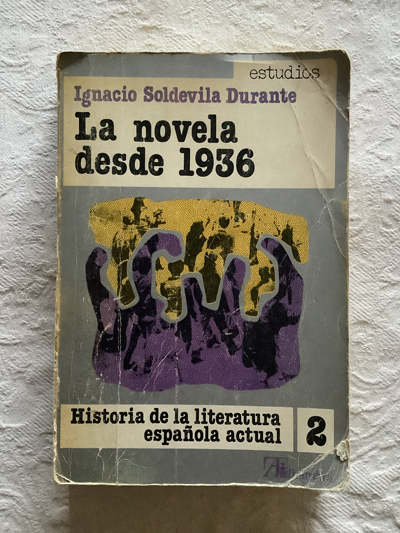 estudios
Ignacio Soldevila Durante
La novela
desde 1936
Historia de la literatura
española actual
2